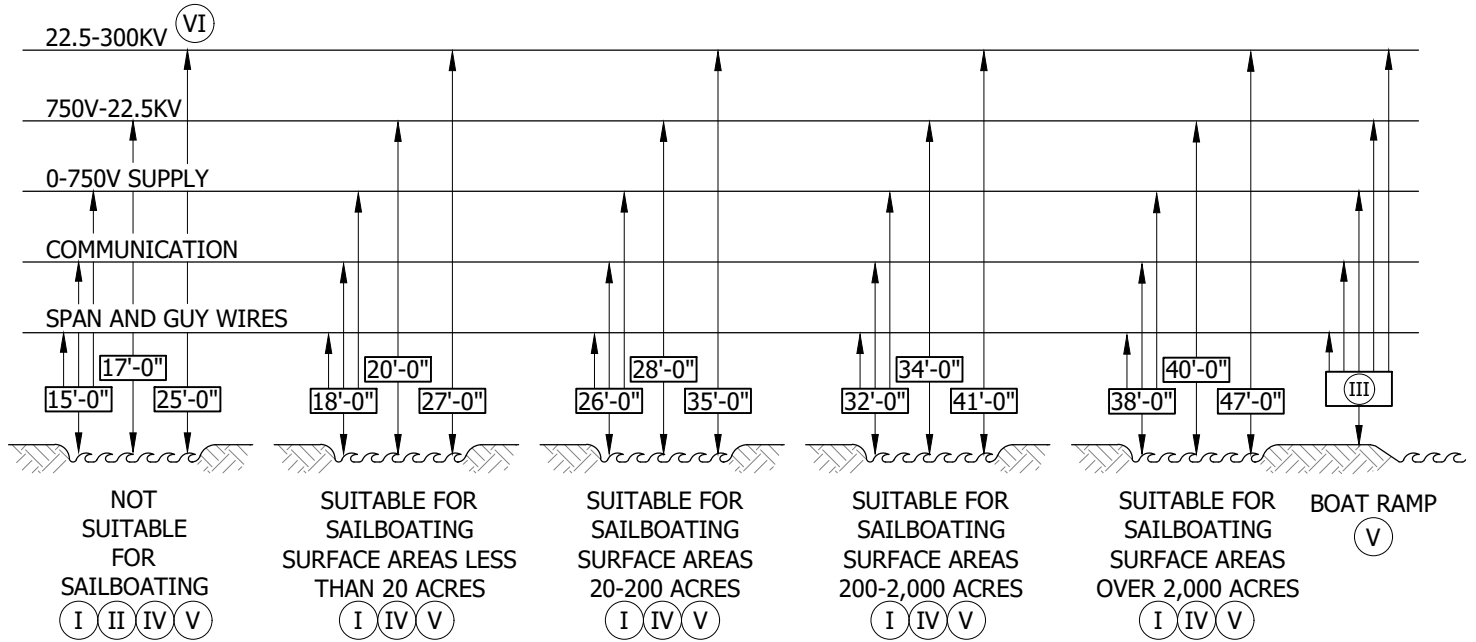 VI
22.5-300KV
750V-22.5KV
0-750V SUPPLY
COMMUNICATION
SPAN AND GUY WIRES
17'-0"
15'-0"
25'-0"
20'-0"
18'-0"
27'-0"
28'-0"
26'-0"
35'-0"
34'-0"
32'-0"
41'-0"
40'-0"
38'-0"
47'-0"
III
NOT
SUITABLE
FOR
SAILBOATING
I II IV V
SUITABLE FOR
SAILBOATING
SURFACE AREAS LESS
THAN 20 ACRES
I IV V
SUITABLE FOR
SAILBOATING
SURFACE AREAS
20-200 ACRES
I IV V
SUITABLE FOR
SAILBOATING
SURFACE AREAS
200-2,000 ACRES
I IV V
SUITABLE FOR
SAILBOATING
SURFACE AREAS
OVER 2,000 ACRES
I IV V
BOAT RAMP
V